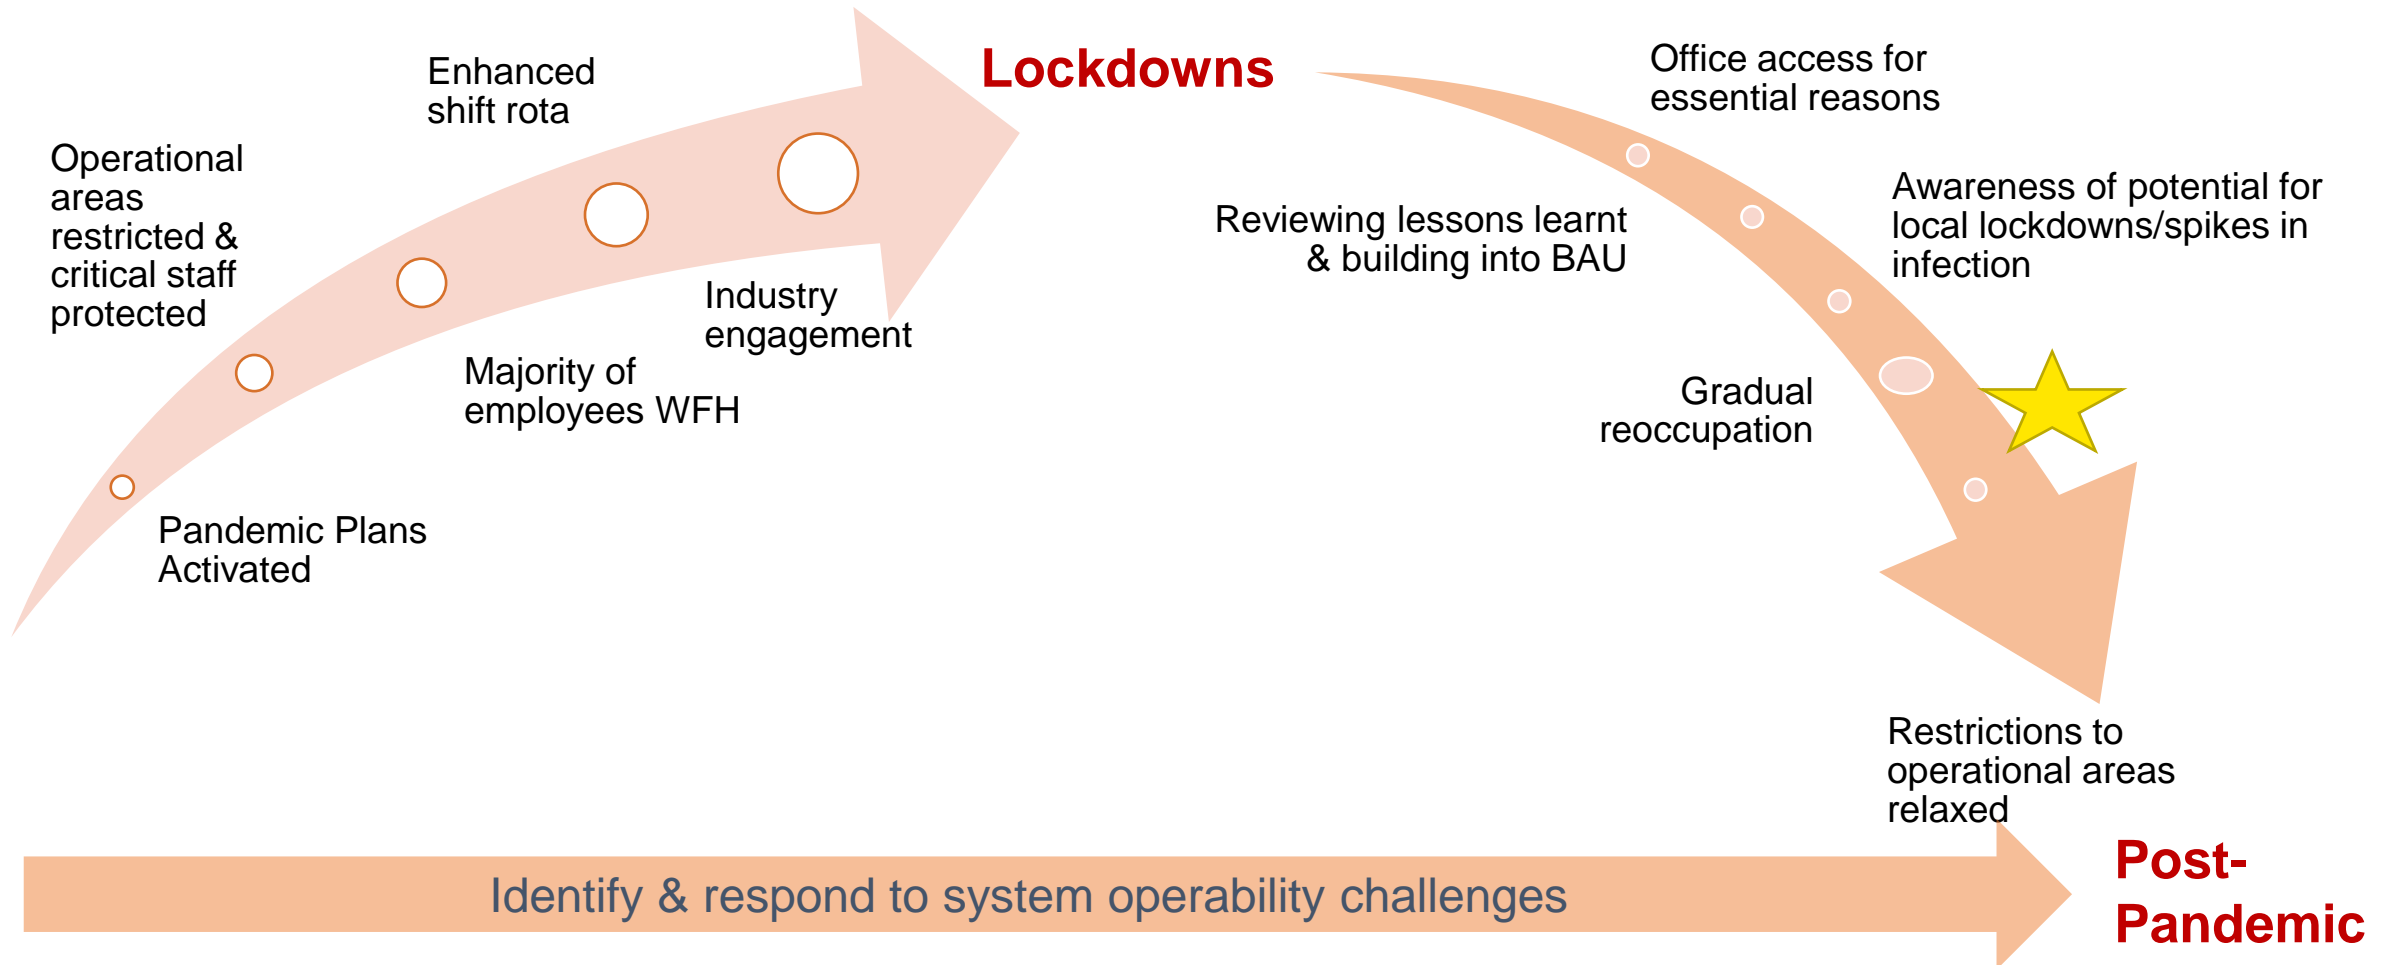 Enhanced
shift rota
Operational
areas
restricted &
critical staff
protected
Pandemic Plans
Activated
Majority of
employees WFH
Industry
engagement
Lockdowns
Office access for
essential reasons
Reviewing lessons learnt
& building into BAU
Awareness of potential for
local lockdowns/spikes in
infection
Gradual
reoccupation
Restrictions to
operational areas
relaxed
Identify & respond to system operability challenges
Post-
Pandemic